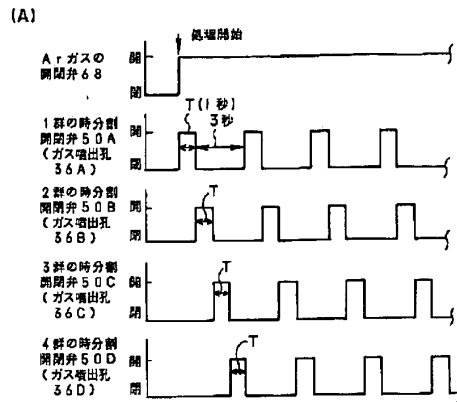 (A)
処理開始
Arガスの
開閉弁68
開
閉
T(1秒)
3秒
1群の時分割
開閉弁50A
(ガス噴出孔
36A)
開
閉
T
2群の時分割
開閉弁50B
(ガス噴出孔
36B)
開
閉
T
3群の時分割
開閉弁50C
(ガス噴出孔
36C)
開
閉
T
4群の時分割
開閉弁50D
(ガス噴出孔
36D)
開
閉